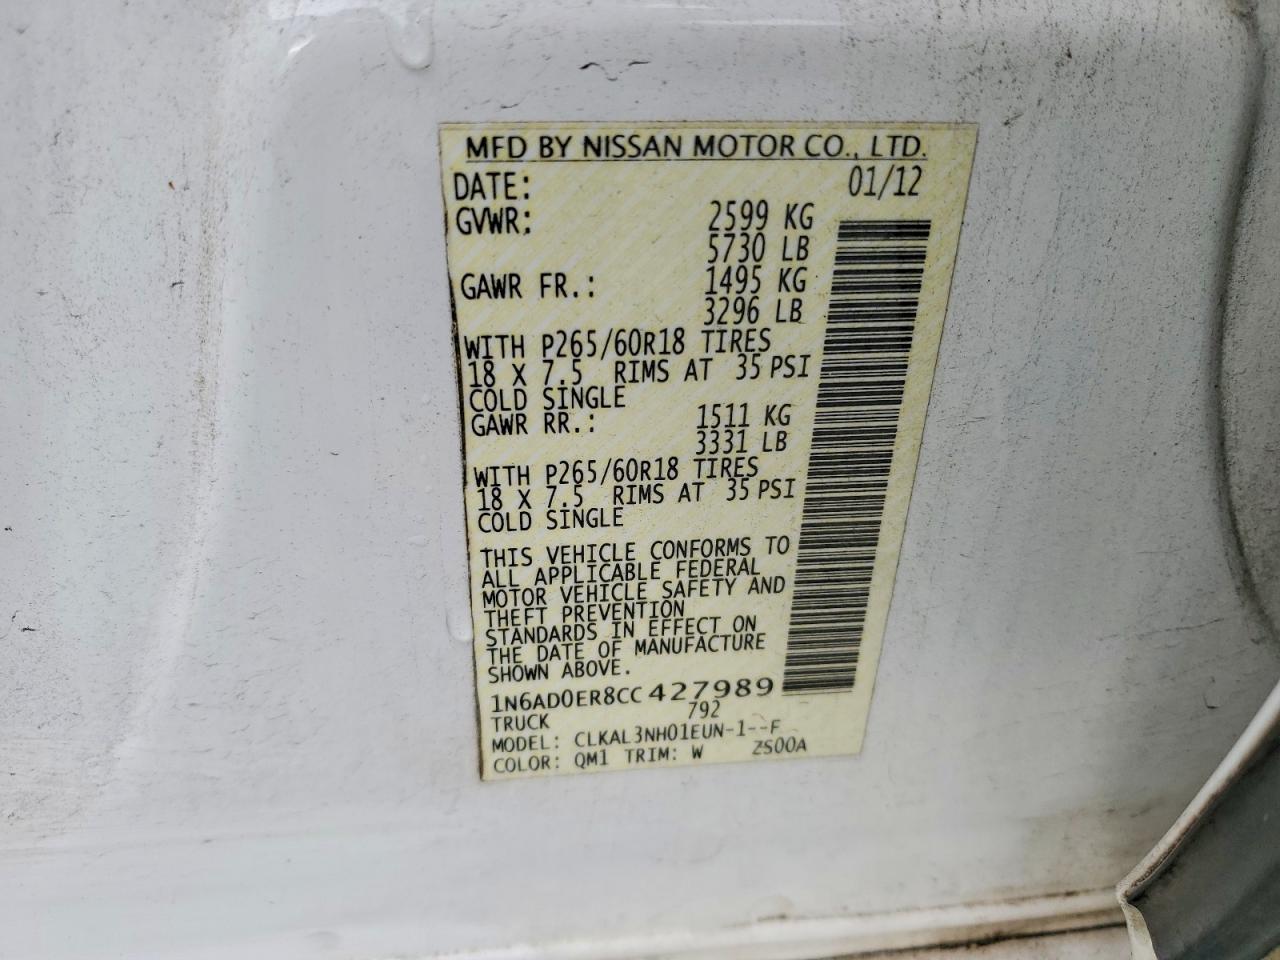 MFD BY NISSAN MOTOR CO., LTD.
DATE: 01/12
GVWR: 2599 KG
5730 LB
GAWR FR.: 1495 KG
3296 LB
WITH P265/60R18 TIRES
18 X 7.5 RIMS AT 35 PSI
COLD SINGLE
GAWR RR.: 1511 KG
3331 LB
WITH P265/60R18 TIRES
18 X 7.5 RIMS AT 35 PSI
COLD SINGLE
THIS VEHICLE CONFORMS TO
ALL APPLICABLE FEDERAL
MOTOR VEHICLE SAFETY AND
THEFT PREVENTION
STANDARDS IN EFFECT ON
THE DATE OF MANUFACTURE
SHOWN ABOVE.
1N6AD0ER8CC 427989
TRUCK 792
MODEL: CLKAL3NH01EUN-1--F
COLOR: QM1 TRIM: W ZS00A